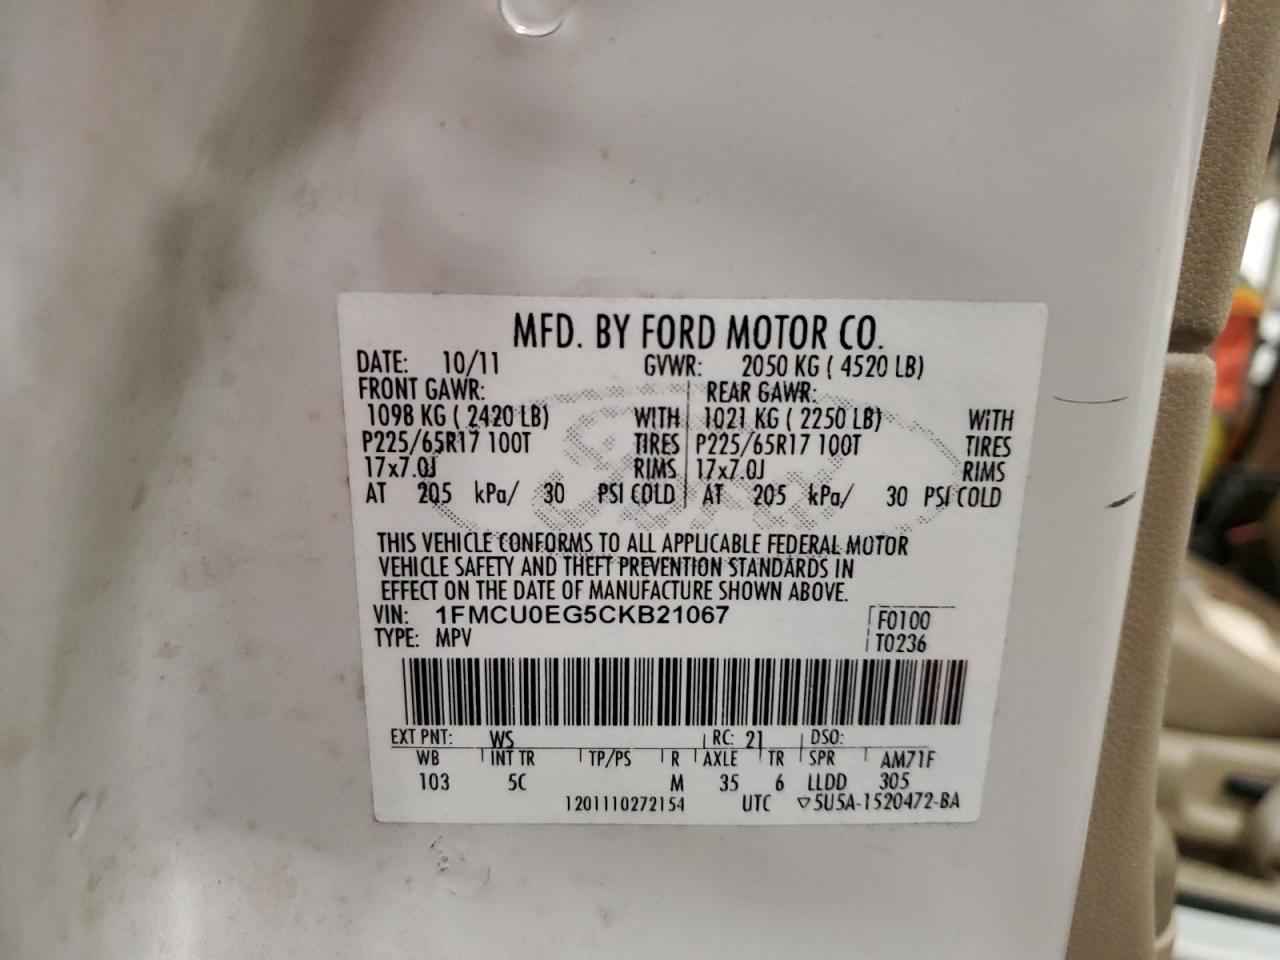 MFD. BY FORD MOTOR CO.
DATE: 10/11 GVWR: 2050 KG ( 4520 LB)
FRONT GAWR: REAR GAWR:
1098 KG ( 2420 LB) WITH 1021 KG ( 2250 LB) WITH
P225/65R17 100T TIRES P225/65R17 100T TIRES
17x7.0J RIMS 17x7.0J RIMS
AT 205 kPa/ 30 PSI COLD AT 205 kPa/ 30 PSI COLD
THIS VEHICLE CONFORMS TO ALL APPLICABLE FEDERAL MOTOR
VEHICLE SAFETY AND THEFT PREVENTION STANDARDS IN
EFFECT ON THE DATE OF MANUFACTURE SHOWN ABOVE.
VIN: 1FMCU0EG5CKB21067 F0100
TYPE: MPV T0236
EXT PNT: WS RC: 21 DSO:
WB INT TR TP/PS R AXLE TR SPR AM71F
103 5C M 35 6 LLDD 305
1201110272154 UTC ▽5U5A-1520472-BA